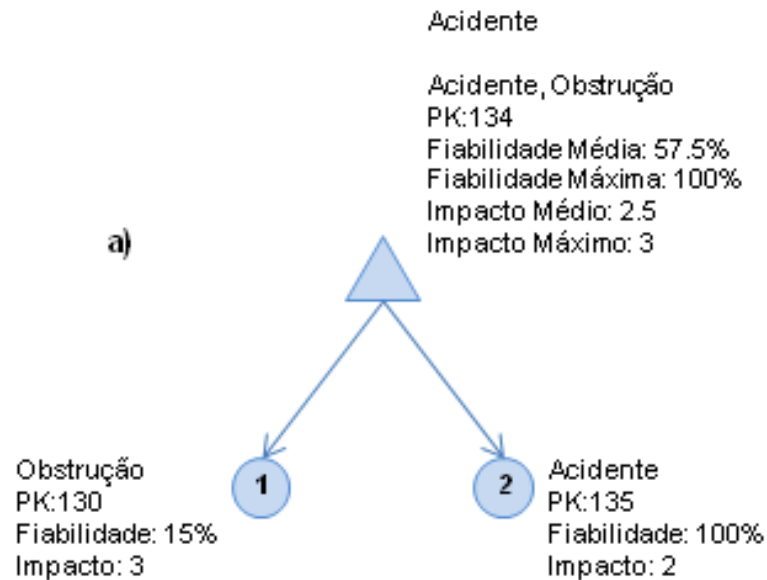 Acidente
Acidente, Obstrução
PK:134
Fiabilidade Média: 57.5%
Fiabilidade Máxima: 100%
Impacto Médio: 2.5
Impacto Máximo: 3
a)
Obstrução
PK:130
Fiabilidade: 15%
Impacto: 3
1
2
Acidente
PK:135
Fiabilidade: 100%
Impacto: 2